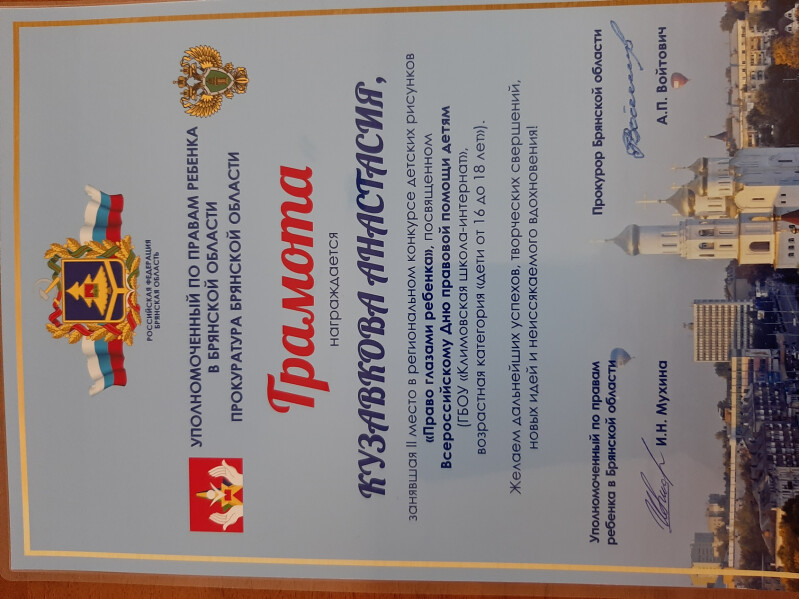 РОССИЙСКАЯ ФЕДЕРАЦИЯ
БРЯНСКАЯ ОБЛАСТЬ
УПОЛНОМОЧЕННЫЙ ПО ПРАВАМ РЕБЕНКА
В БРЯНСКОЙ ОБЛАСТИ
ПРОКУРАТУРА БРЯНСКОЙ ОБЛАСТИ
Грамота
награждается
КУЗАВКОВА АНАСТАСИЯ,
занявшая II место в региональном конкурсе детских рисунков
«Право глазами ребенка», посвященном
Всероссийскому Дню правовой помощи детям
(ГБОУ «Климовская школа-интернат»,
возрастная категория «дети от 16 до 18 лет»).
Желаем дальнейших успехов, творческих свершений,
новых идей и неиссякаемого вдохновения!
Уполномоченный по правам
ребенка в Брянской области
И.Н. Мухина
Прокурор Брянской области
А.П. Войтович